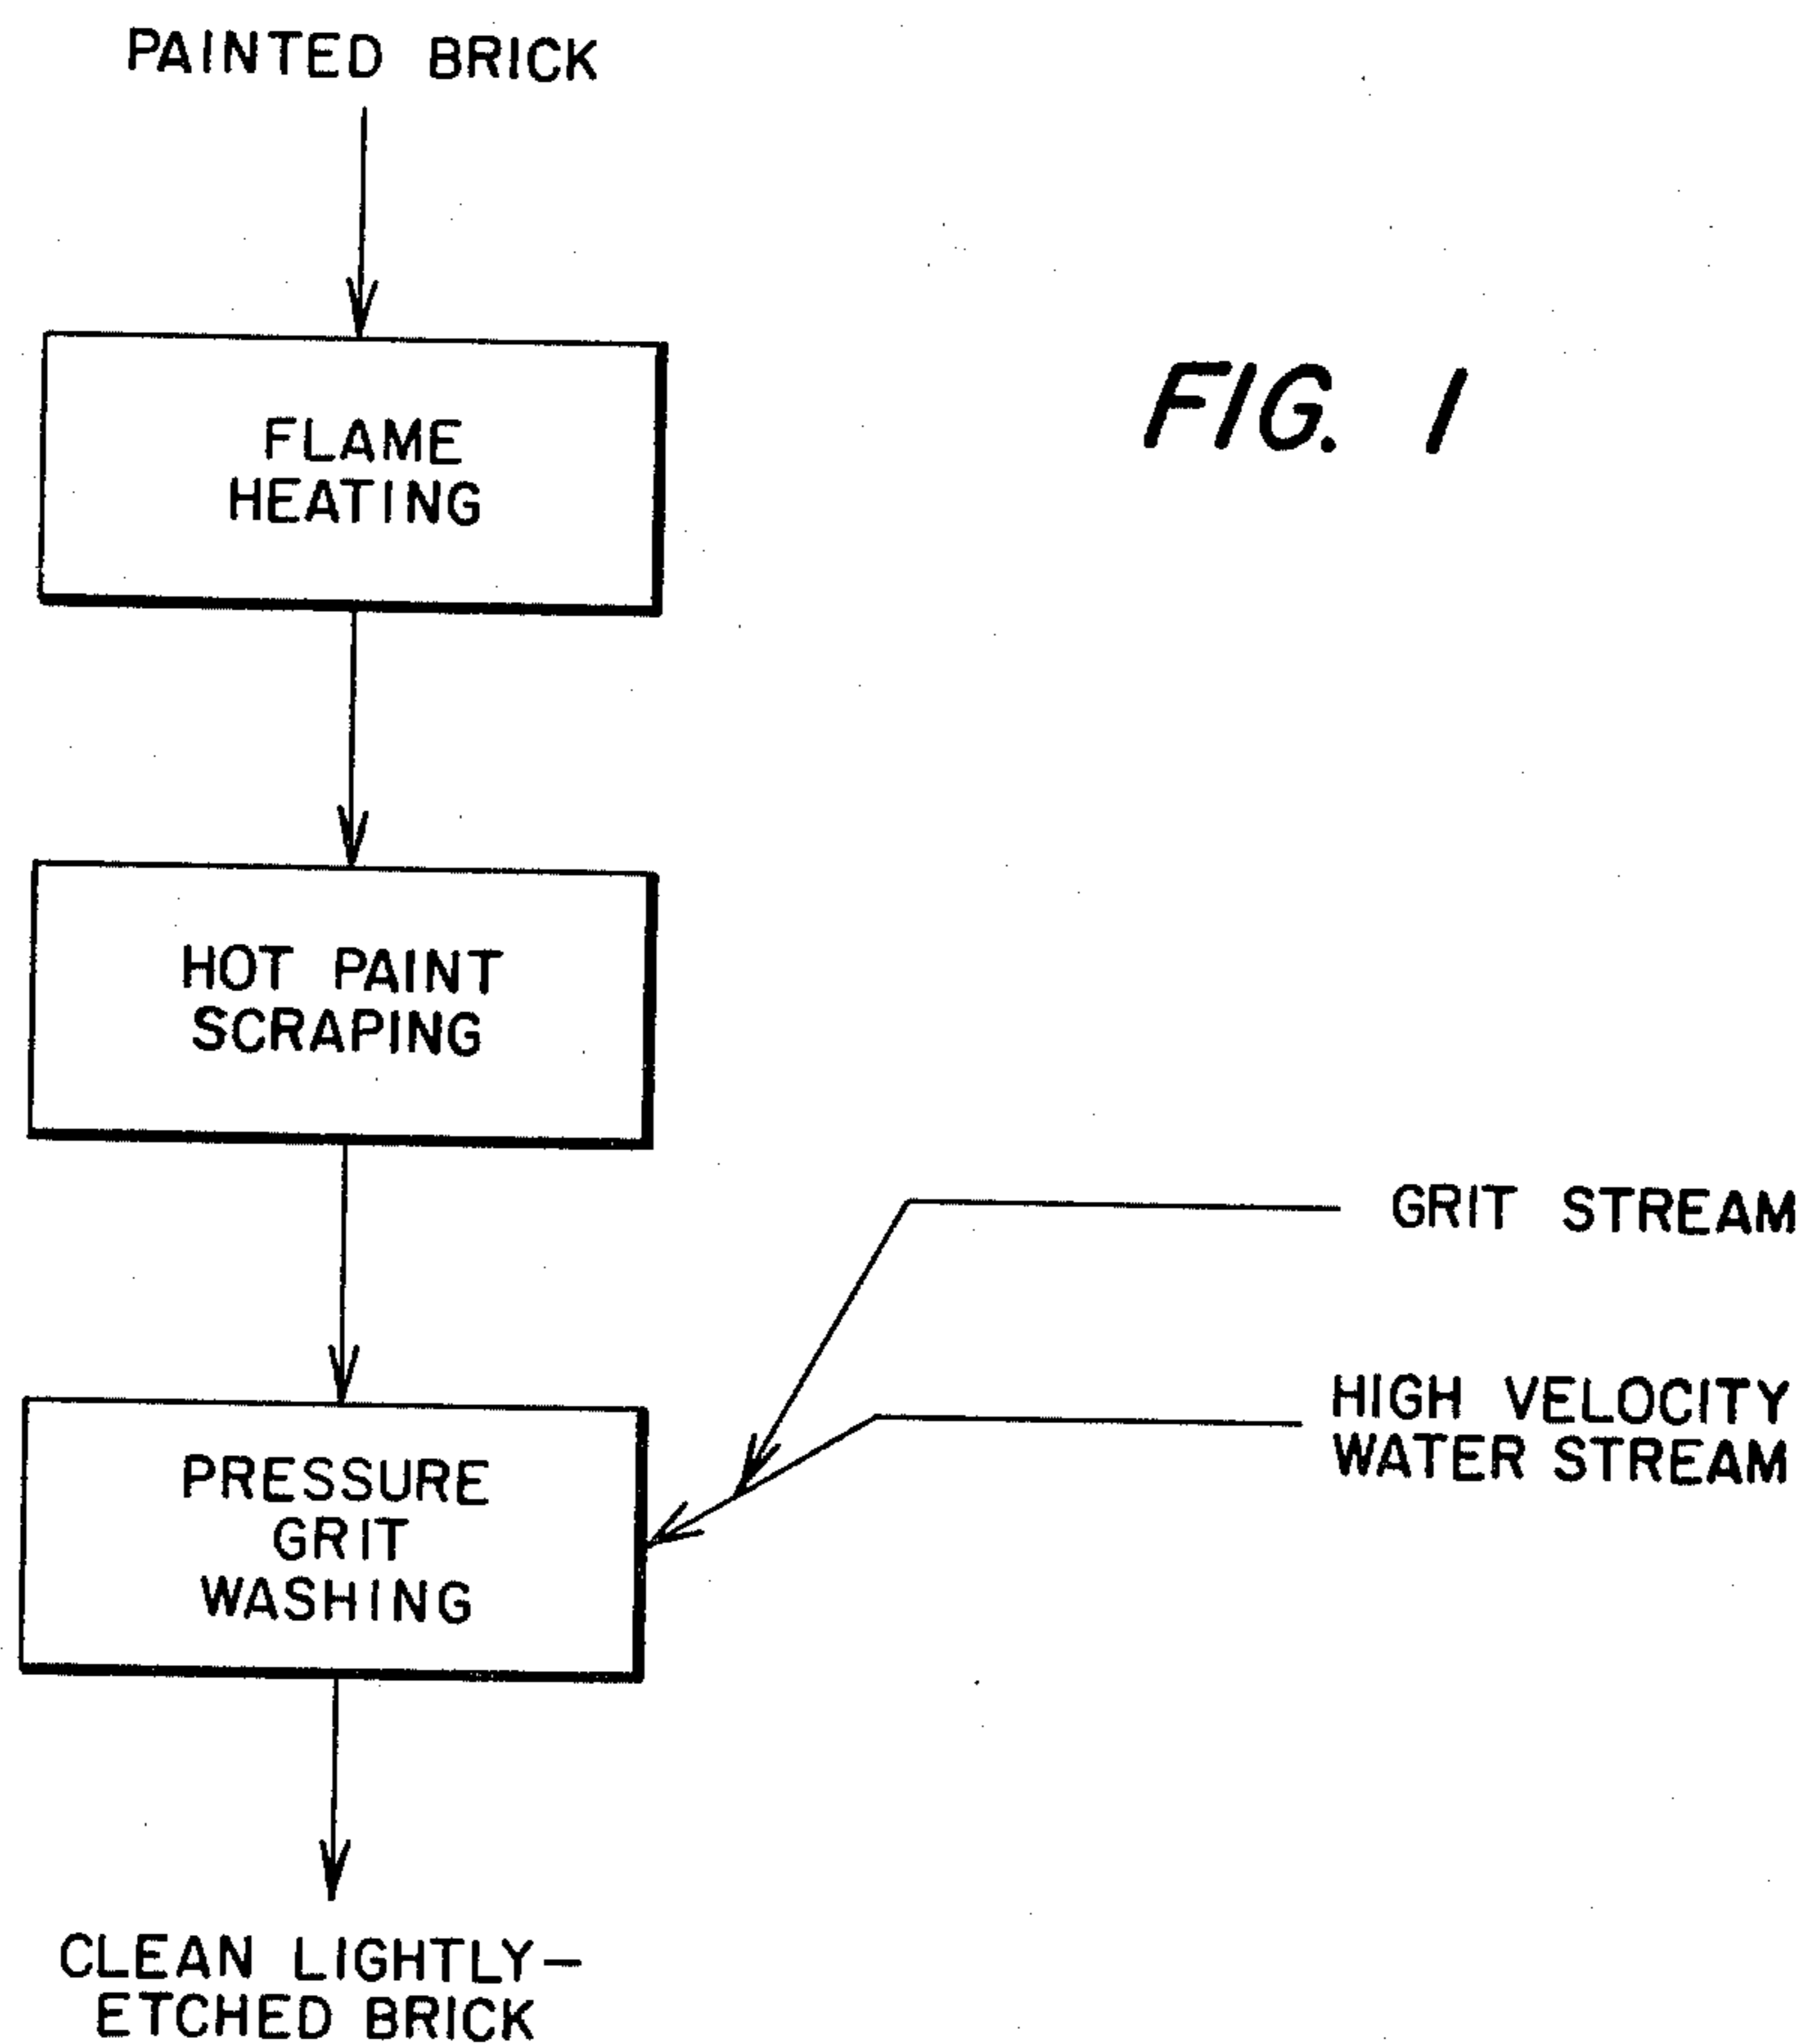 PAINTED BRICK
FLAME
HEATING
FIG. 1
HOT PAINT
SCRAPING
GRIT STREAM
HIGH VELOCITY
WATER STREAM
PRESSURE
GRIT
WASHING
CLEAN LIGHTLY—
ETCHED BRICK